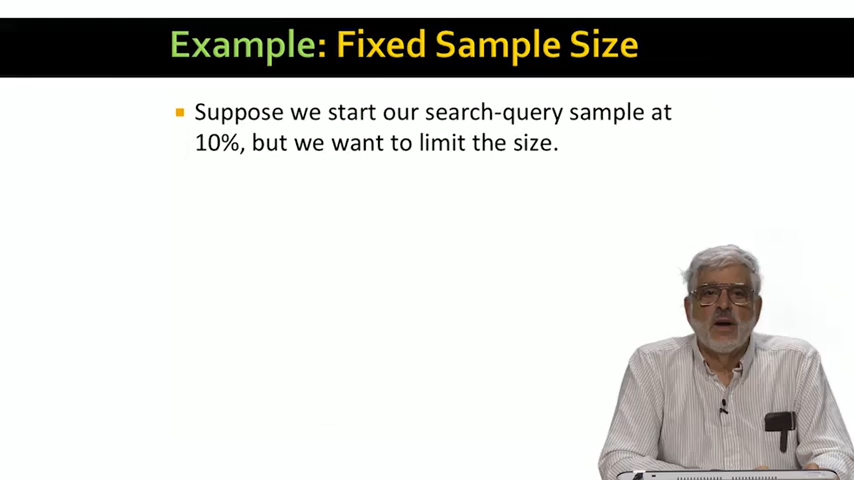 Example: Fixed Sample Size
Suppose we start our search-query sample at
10%, but we want to limit the size.